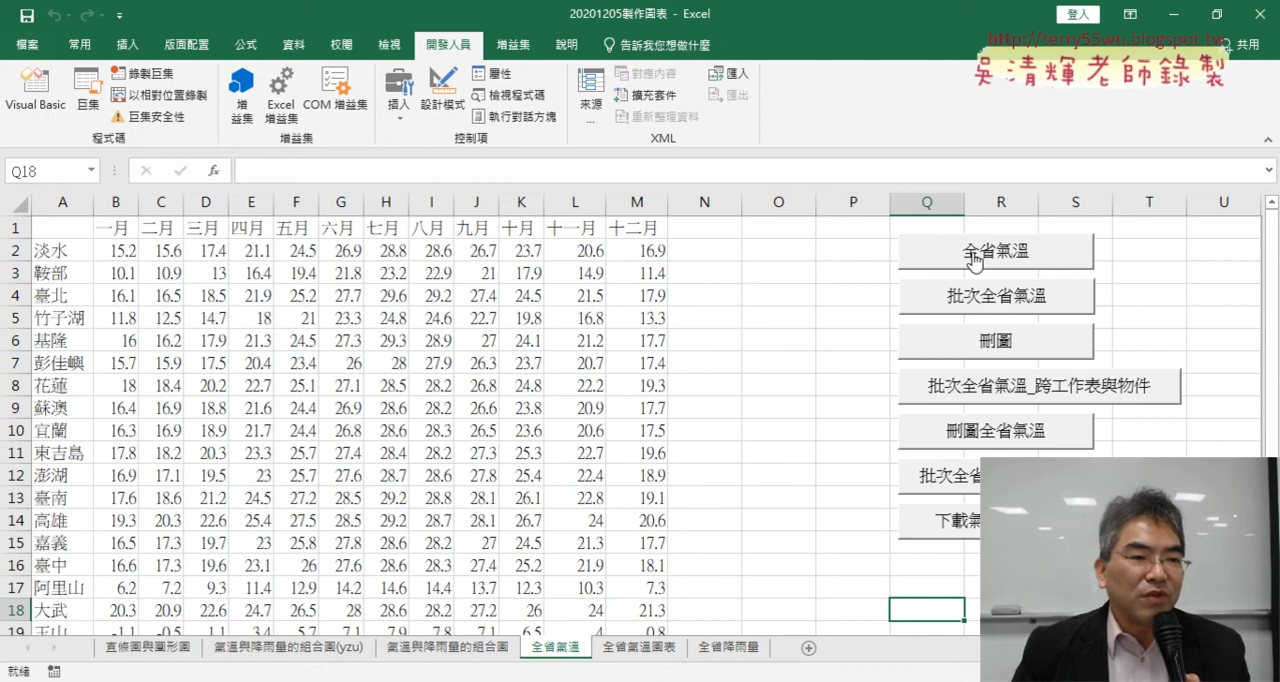 20201205製作圖表 - Excel
登入
檔案 常用 插入 版面配置 公式 資料 校閱 檢視 開發人員 增益集 說明 告訴我您想做什麼 共用
http://terry55wu.blogspot.tw
吳清輝老師錄製
Visual Basic 巨集 錄製巨集 以相對位置錄製 巨集安全性
程式碼
增益集 Excel 增益集 COM 增益集
增益集
插入 設計模式 屬性 檢視程式碼 執行對話方塊
控制項
來源... 對應內容 擴充套件 重新整理資料 匯入 匯出
XML
Q18
fx
A B C D E F G H I J K L M N O P Q R S T U
1 一月 二月 三月 四月 五月 六月 七月 八月 九月 十月 十一月 十二月
2 淡水 15.2 15.6 17.4 21.1 24.5 26.9 28.8 28.6 26.7 23.7 20.6 16.9
3 鞍部 10.1 10.9 13 16.4 19.4 21.8 23.2 22.9 21 17.9 14.9 11.4
4 臺北 16.1 16.5 18.5 21.9 25.2 27.7 29.6 29.2 27.4 24.5 21.5 17.9
5 竹子湖 11.8 12.5 14.7 18 21 23.3 24.8 24.6 22.7 19.8 16.8 13.3
6 基隆 16 16.2 17.9 21.3 24.5 27.3 29.3 28.9 27 24.1 21.2 17.7
7 彭佳嶼 15.7 15.9 17.5 20.4 23.4 26 28 27.9 26.3 23.7 20.7 17.4
8 花蓮 18 18.4 20.2 22.7 25.1 27.1 28.5 28.2 26.8 24.8 22.2 19.3
9 蘇澳 16.4 16.9 18.8 21.6 24.4 26.9 28.6 28.2 26.6 23.8 20.9 17.7
10 宜蘭 16.3 16.9 18.9 21.7 24.4 26.8 28.6 28.3 26.5 23.6 20.6 17.5
11 東吉島 17.8 18.2 20.3 23.3 25.7 27.4 28.4 28.2 27.3 25.3 22.7 19.6
12 澎湖 16.9 17.1 19.5 23 25.7 27.6 28.7 28.6 27.8 25.4 22.4 18.9
13 臺南 17.6 18.6 21.2 24.5 27.2 28.5 29.2 28.8 28.1 26.1 22.8 19.1
14 高雄 19.3 20.3 22.6 25.4 27.5 28.5 29.2 28.7 28.1 26.7 24 20.6
15 嘉義 16.5 17.3 19.7 23 25.8 27.8 28.6 28.2 27 24.5 21.3 17.7
16 臺中 16.6 17.3 19.6 23.1 26 27.6 28.6 28.3 27.4 25.2 21.9 18.1
17 阿里山 6.2 7.2 9.3 11.4 12.9 14.2 14.6 14.4 13.7 12.3 10.3 7.3
18 大武 20.3 20.9 22.6 24.7 26.5 28 28.6 28.2 27.2 26 24 21.3
19 玉山 -1.1 -0.5 1.1 3.4 5.7 7.1 7.9 7.8 7.1 6.5 4 0.8
全省氣溫
批次全省氣溫
刪圖
批次全省氣溫_跨工作表與物件
刪圖全省氣溫
批次全省
下載氣
直條圖與圓形圖 氣溫與降雨量的組合圖(yzu) 氣溫與降雨量的組合圖 全省氣溫 全省氣溫圖表 全省降雨量
就緒